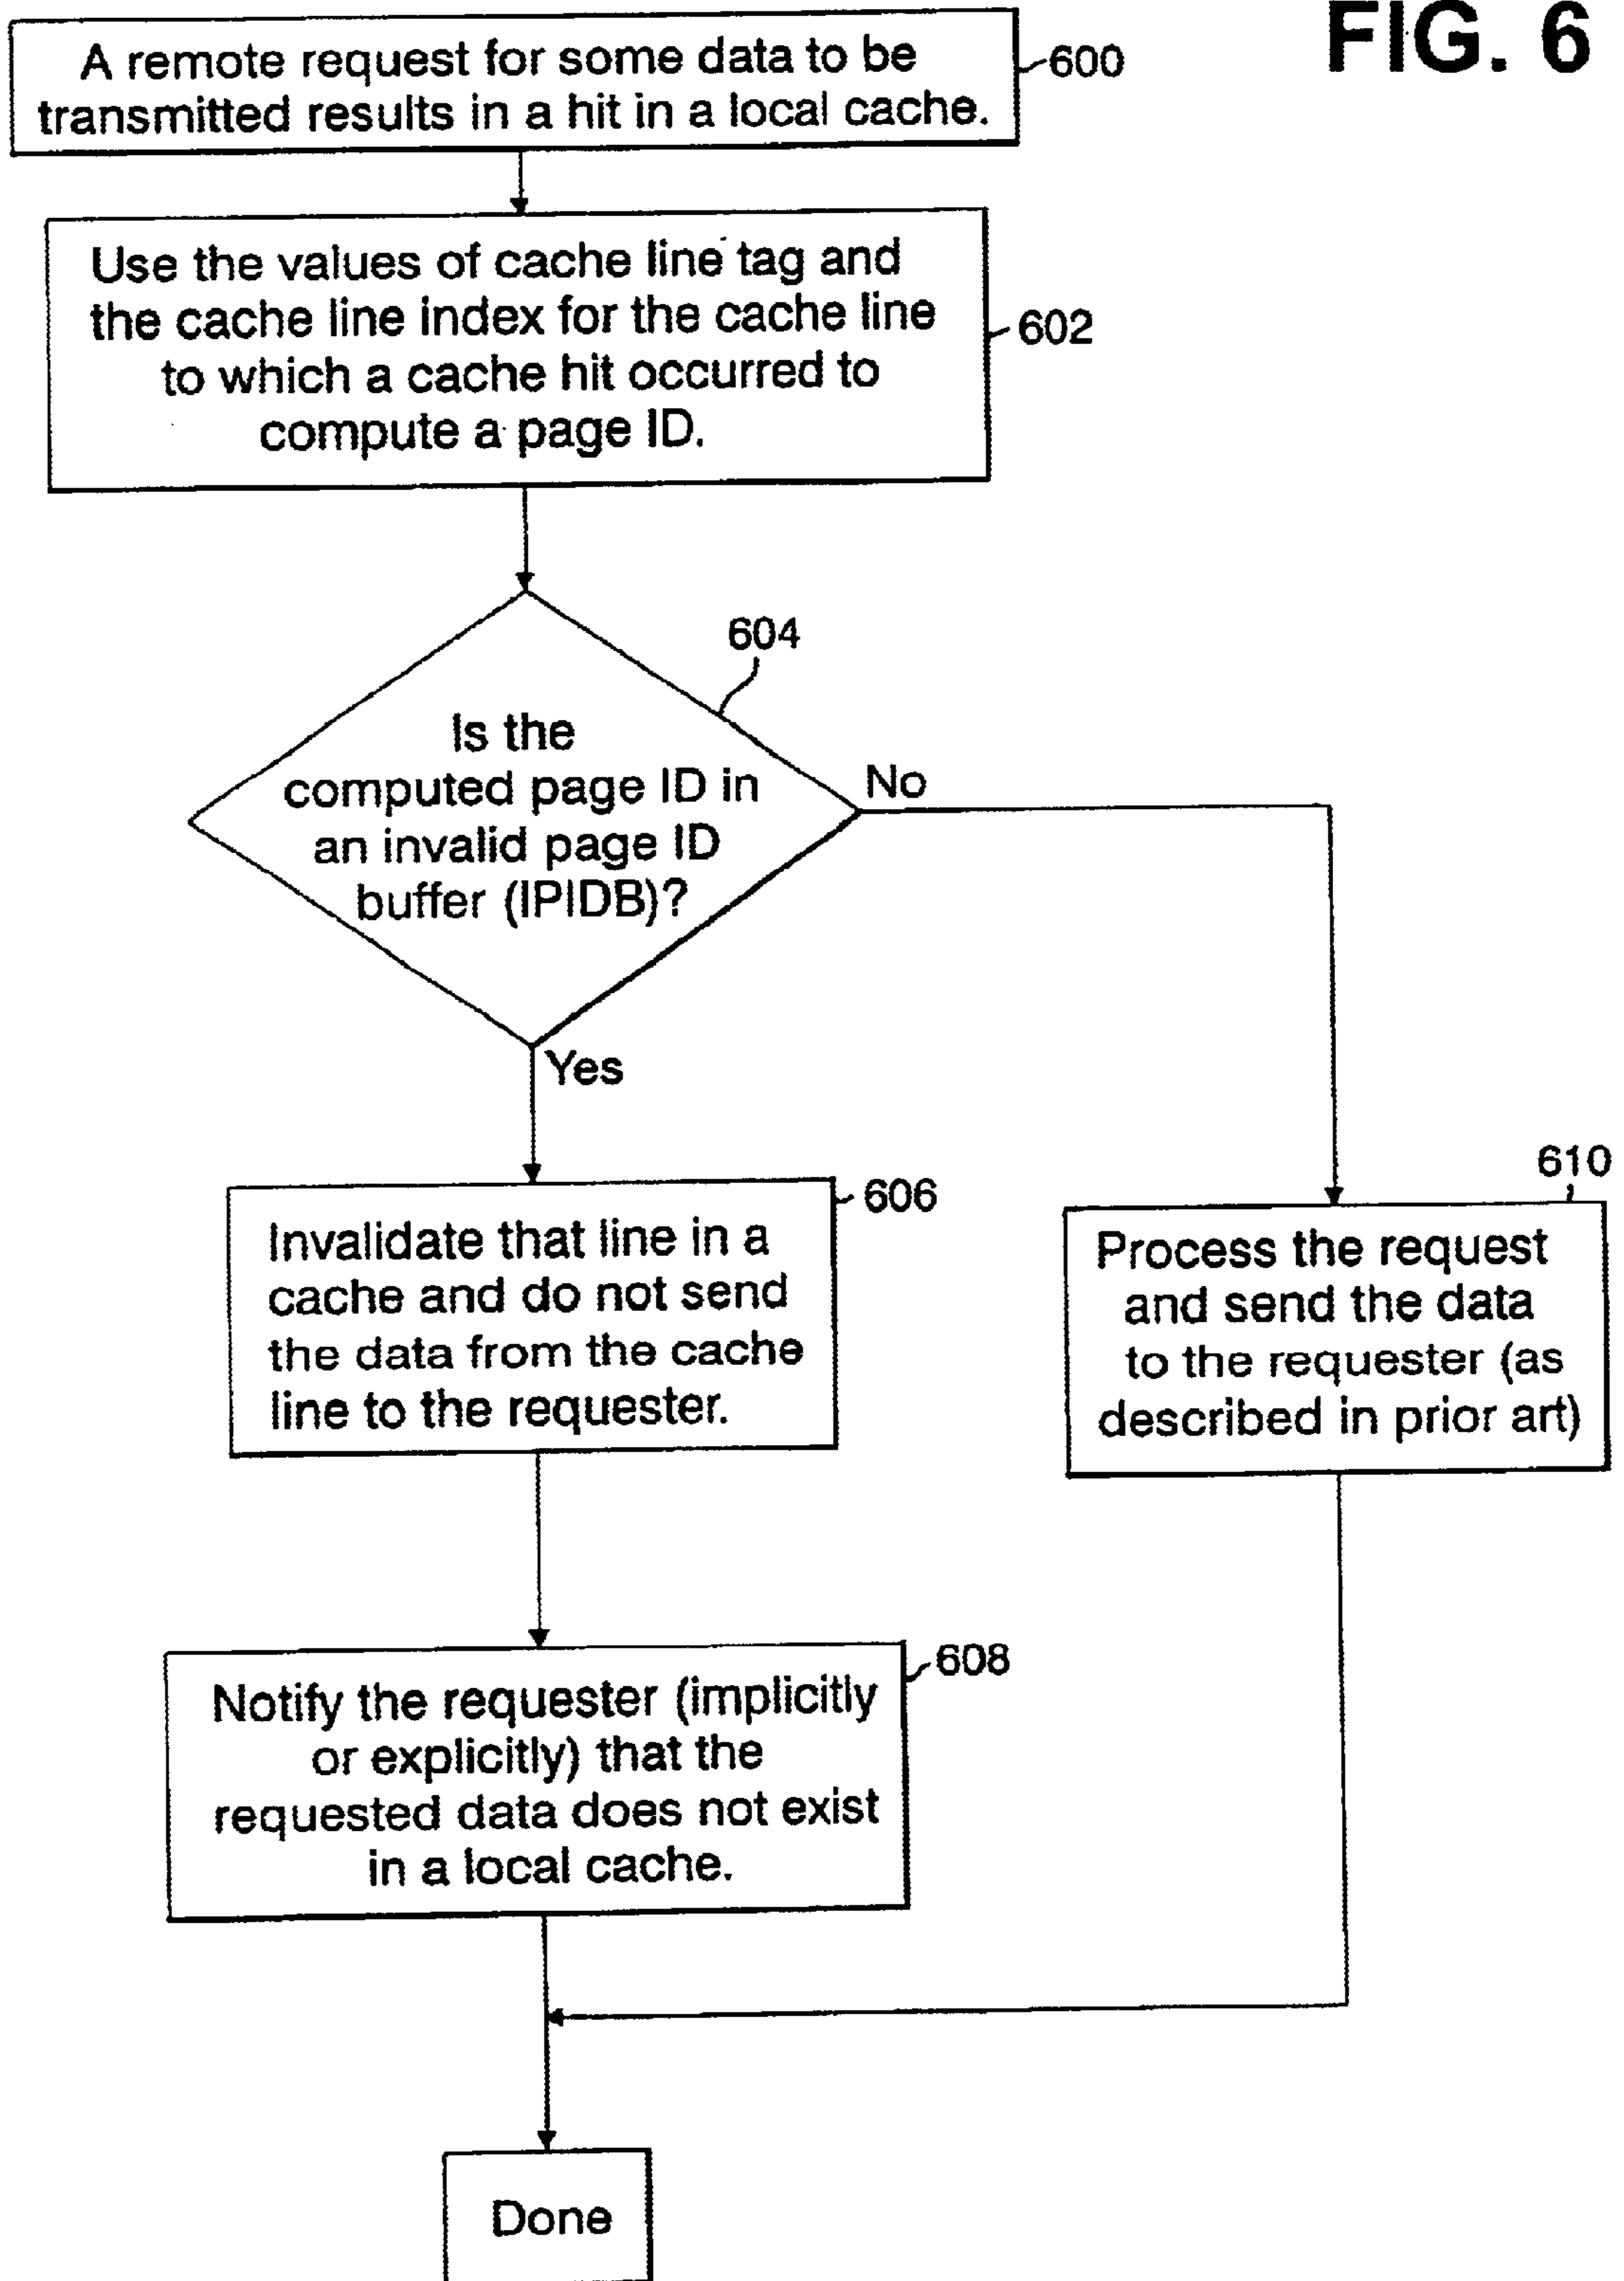 FIG. 6
A remote request for some data to be
transmitted results in a hit in a local cache.
600
Use the values of cache line tag and
the cache line index for the cache line
to which a cache hit occurred to
compute a page ID.
602
604
Is the
computed page ID in
an invalid page ID
buffer (IPIDB)?
No
Yes
606
Invalidate that line in a
cache and do not send
the data from the cache
line to the requester.
610
Process the request
and send the data
to the requester (as
described in prior art)
608
Notify the requester (implicitly
or explicitly) that the
requested data does not exist
in a local cache.
Done